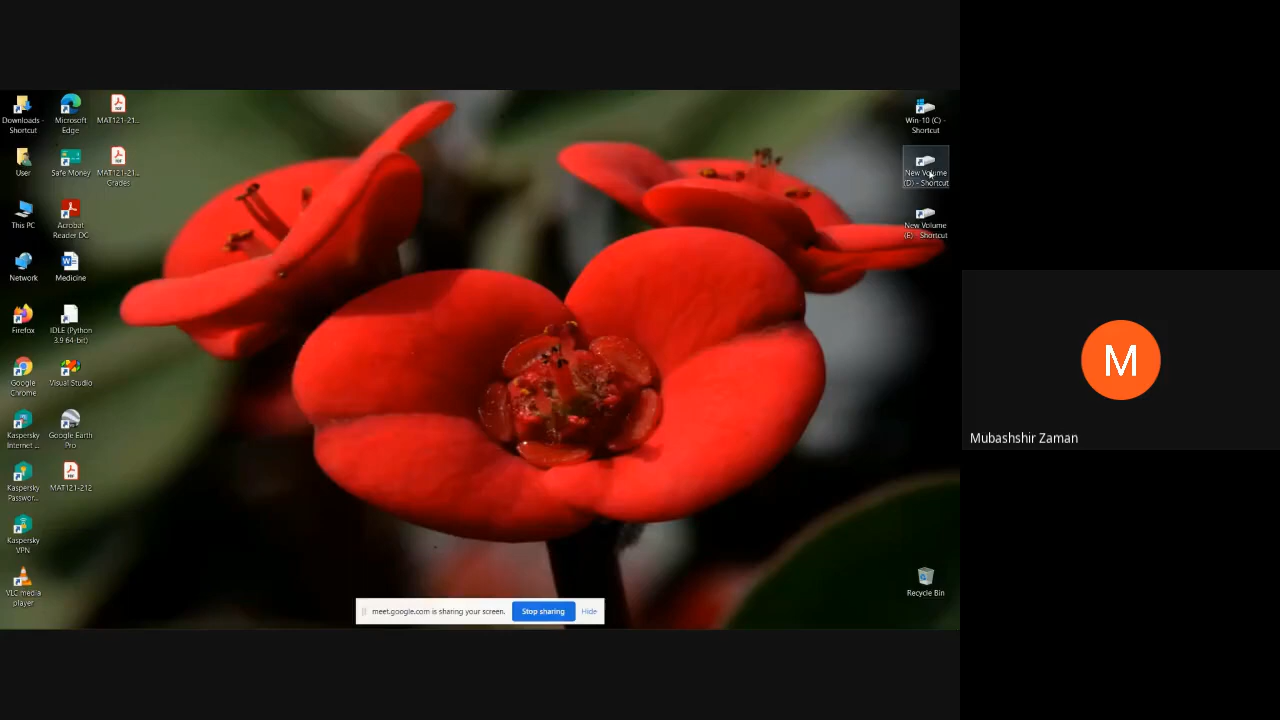 Downloads -
Shortcut
Microsoft
Edge
MAT121-21...
User
Safe Money
MAT121-21...
Grades
This PC
Acrobat
Reader DC
Network
Medicine
Firefox
IDLE (Python
3.9 64-bit)
Google
Chrome
Visual Studio
Kaspersky
Internet ...
Google Earth
Pro
Kaspersky
Passwor...
MAT121-212
Kaspersky
VPN
VLC media
player
Win-10 (C) -
Shortcut
New Volume
(D) - Shortcut
New Volume
(E) - Shortcut
Recycle Bin
meet.google.com is sharing your screen.
Stop sharing
Hide
M
Mubashshir Zaman